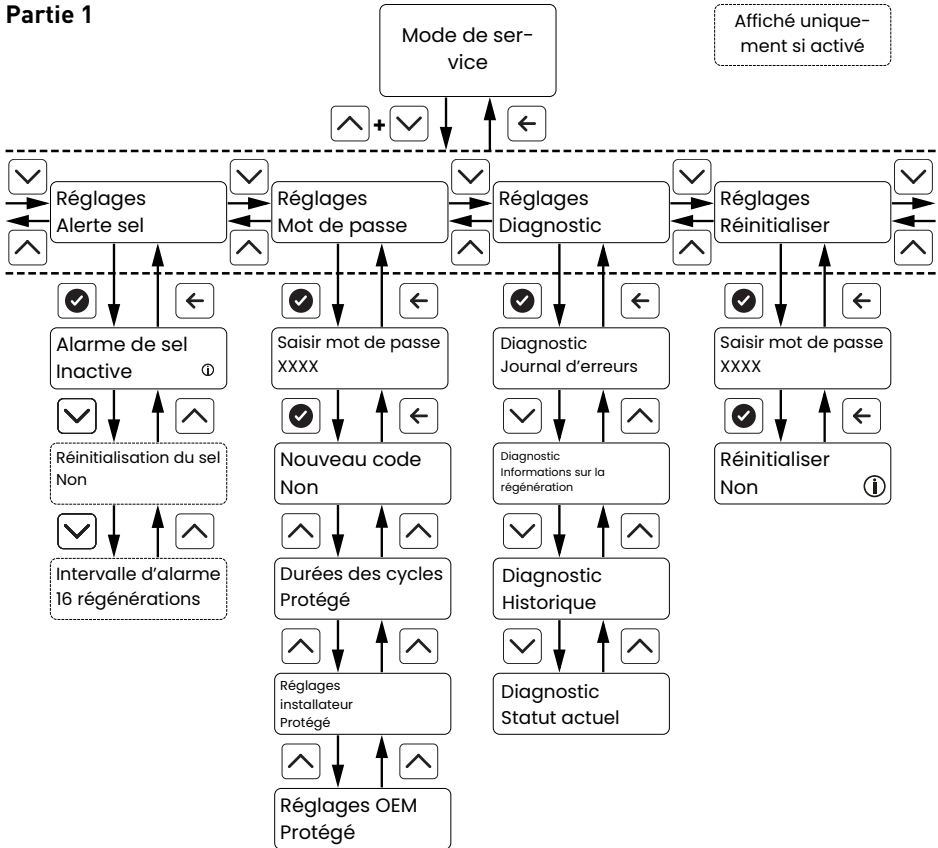 Partie 1
Mode de ser-
vice
Affiché unique-
ment si activé
+
Réglages
Alerte sel
Réglages
Mot de passe
Réglages
Diagnostic
Réglages
Réinitialiser
Alarme de sel
Inactive
Saisir mot de passe
XXXX
Diagnostic
Journal d'erreurs
Saisir mot de passe
XXXX
Réinitialisation du sel
Non
Nouveau code
Non
Diagnostic
Informations sur la
régénération
Réinitialiser
Non
Intervalle d'alarme
16 régénérations
Durées des cycles
Protégé
Diagnostic
Historique
Réglages
installateur
Protégé
Diagnostic
Statut actuel
Réglages OEM
Protégé